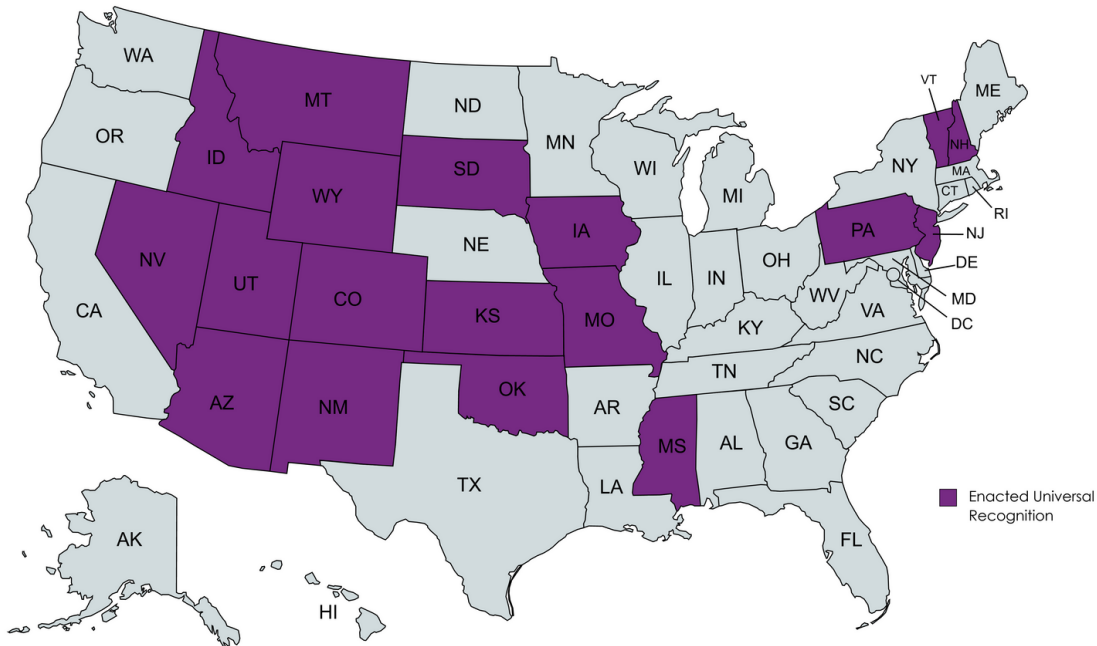 WA
MT
ND
MN
VT
ME
OR
ID
SD
WI
NY
NH
MA
CT
WY
MI
RI
IA
PA
NJ
NE
NV
UT
IL
IN
OH
DE
CO
CA
WV
MD
KS
MO
VA
DC
KY
NC
TN
OK
AZ
NM
AR
SC
MS
AL
GA
TX
LA
Enacted Universal
Recognition
AK
FL
HI